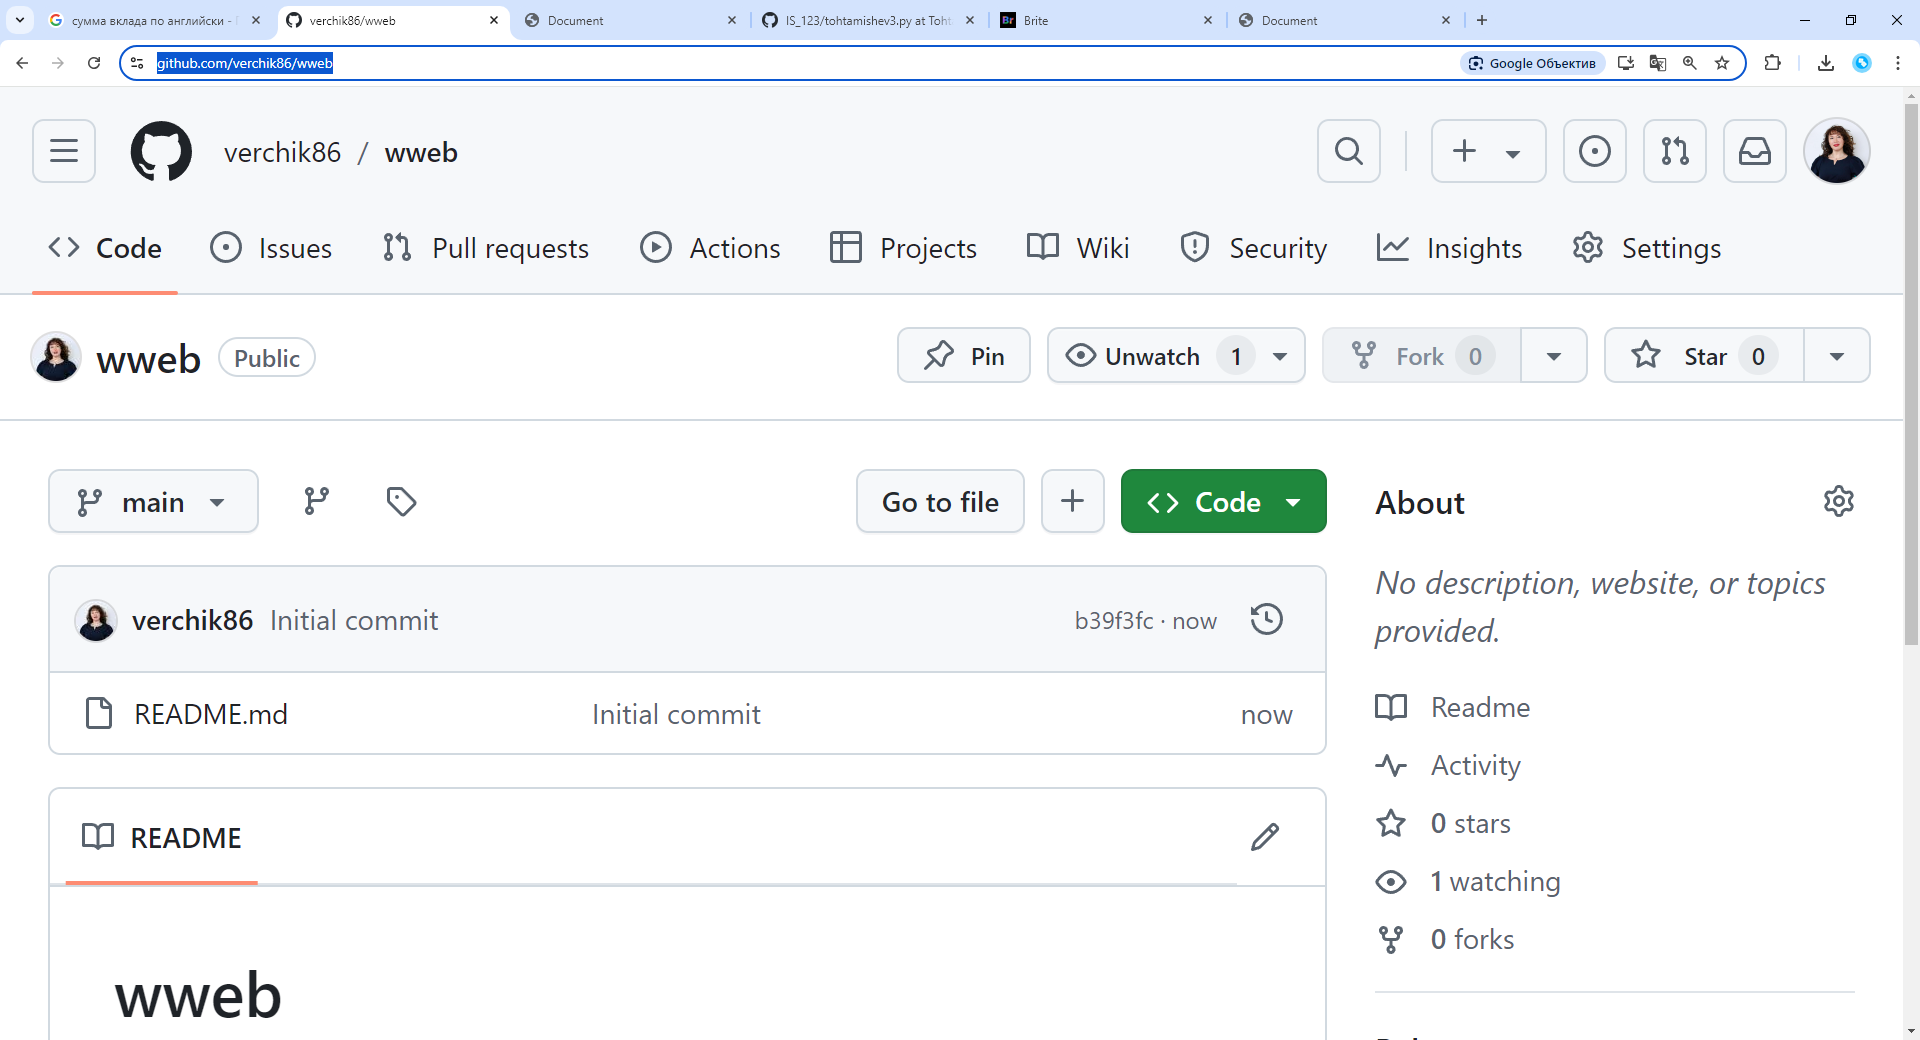 сумма вклада по английски -
verchik86/wweb
Document
IS_123/tohtamishev3.py at Toht
Br Brite
Document
github.com/verchik86/wweb
Google Объектив
verchik86 / wweb
Code Issues Pull requests Actions Projects Wiki Security Insights Settings
wweb Public
Pin Unwatch 1 Fork 0 Star 0
main Go to file Code
About
No description, website, or topics
provided.
verchik86 Initial commit b39f3fc · now
README.md Initial commit now
Readme
Activity
0 stars
1 watching
0 forks
README
wweb